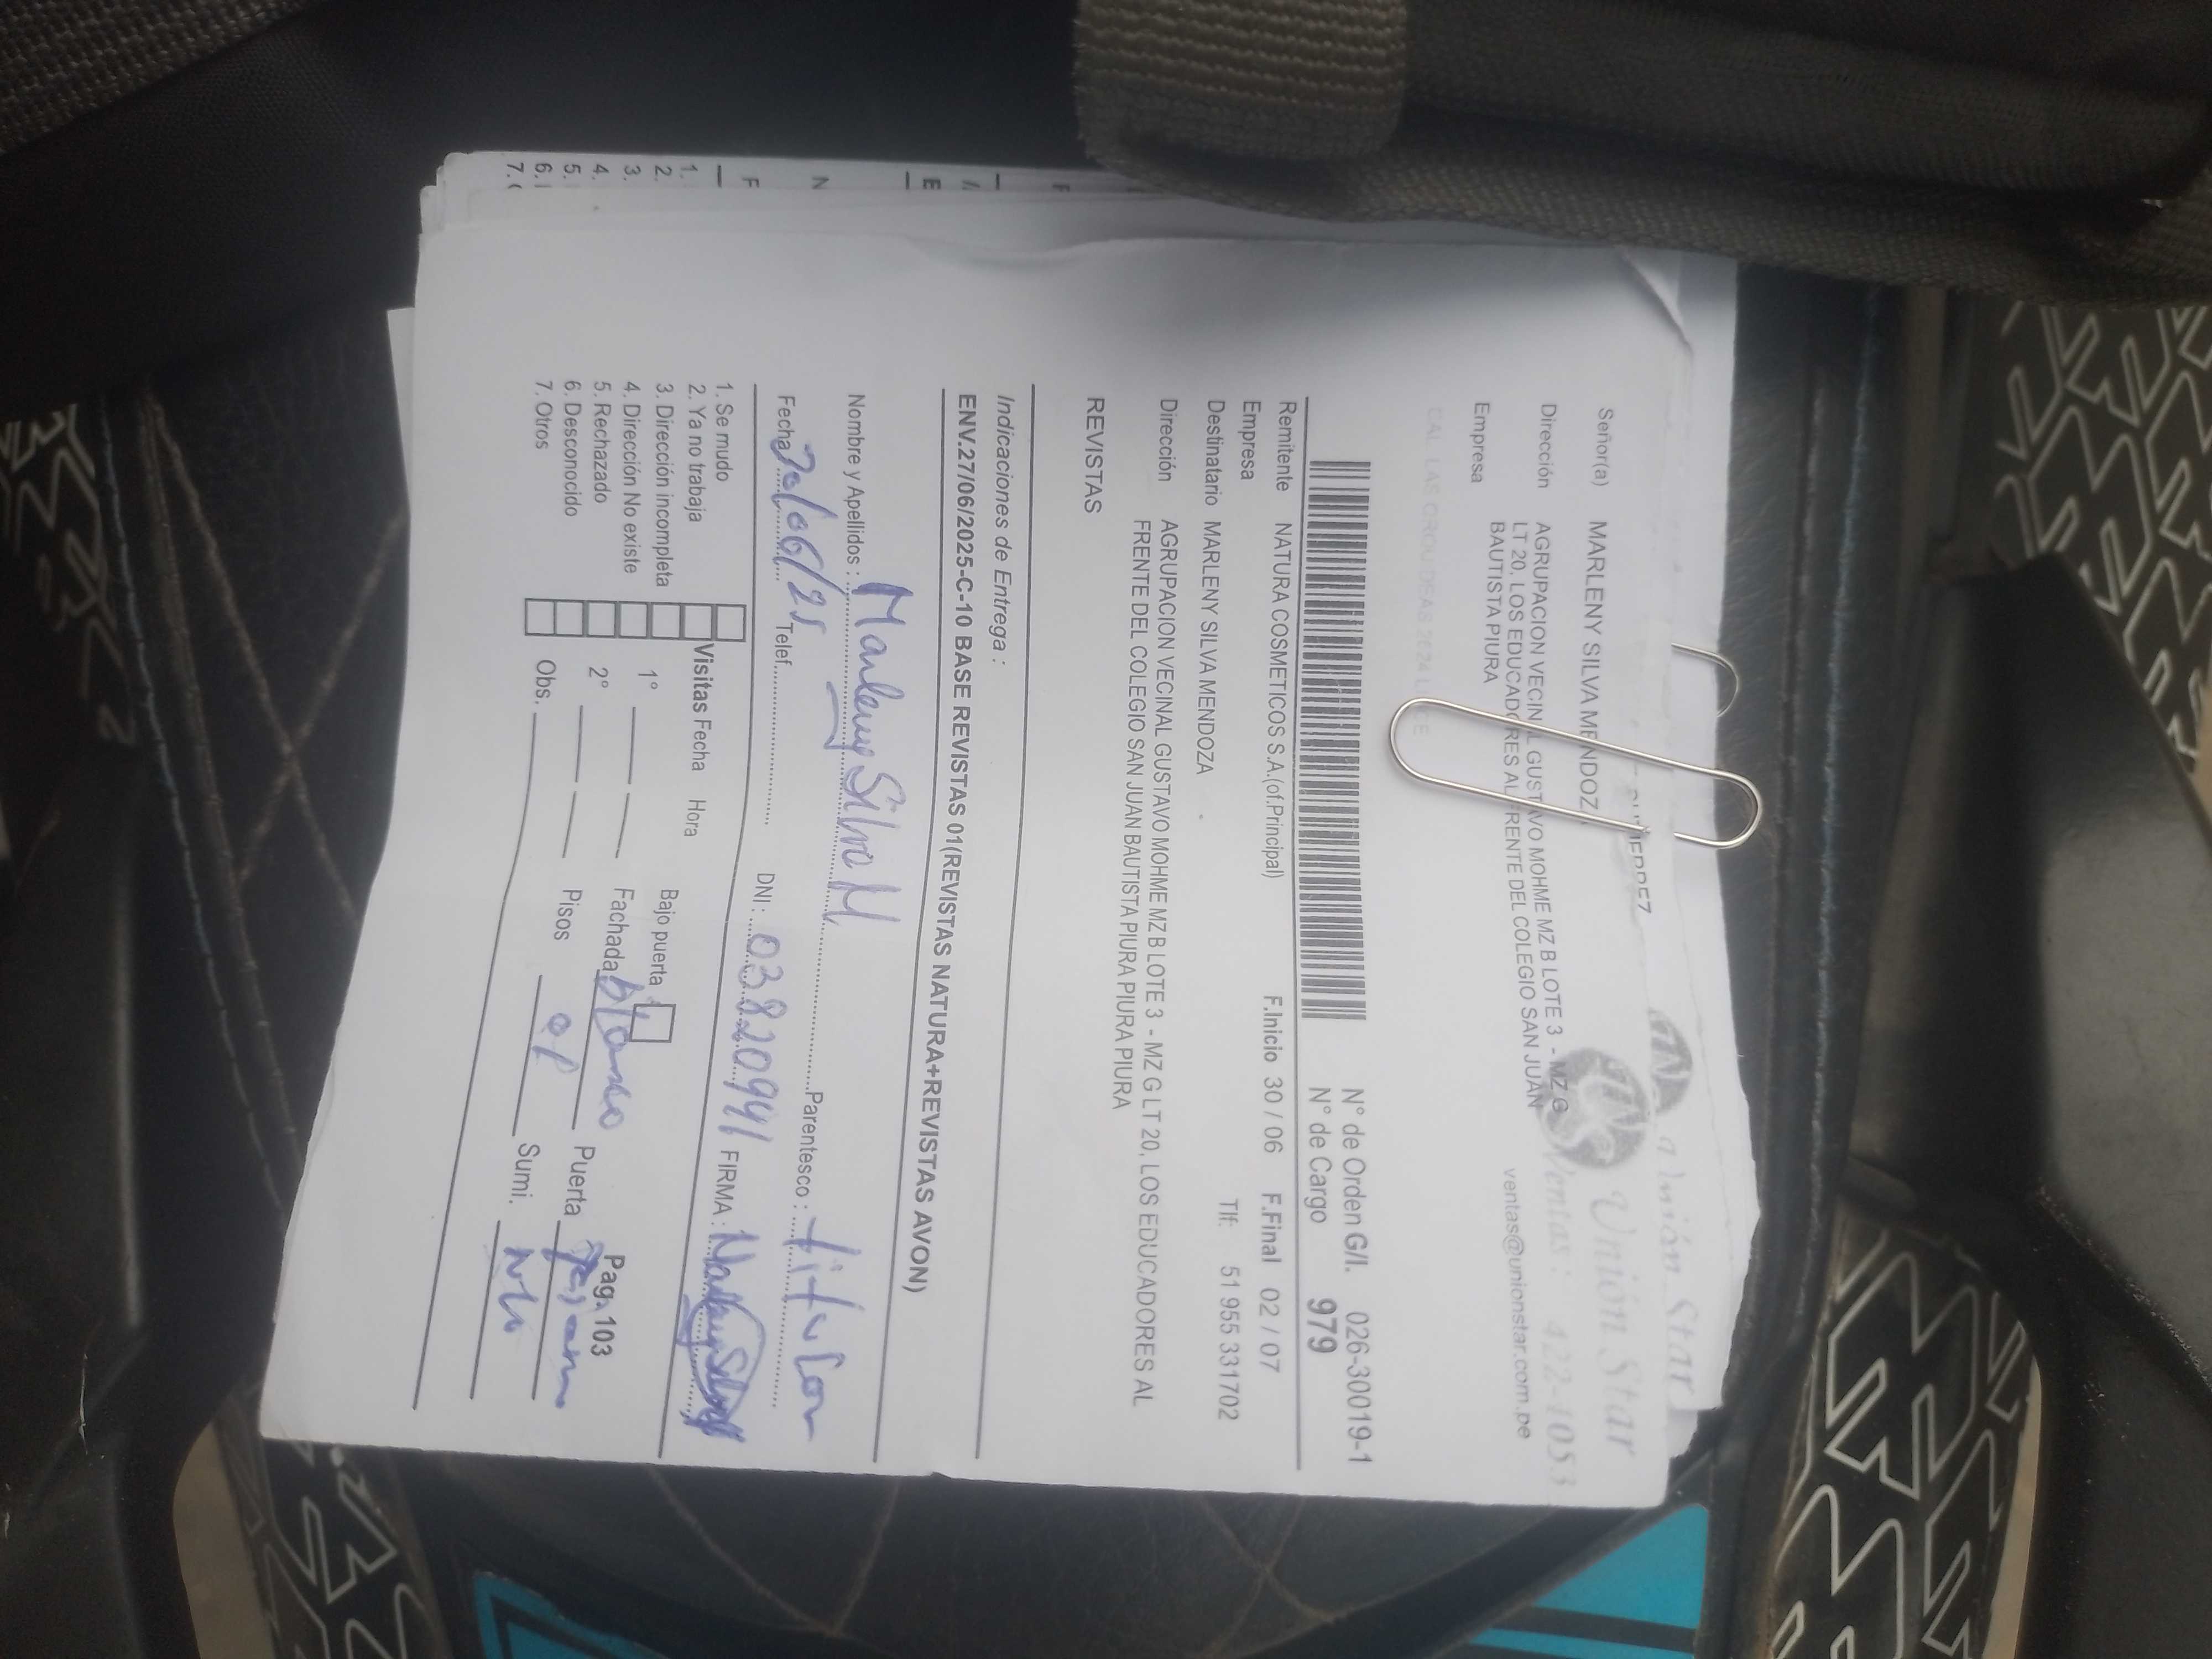 Unión Star
Ventas: 422-1053
ventas@unionstar.com.pe
Señor(a) MARLENY SILVA MENDOZ
Dirección AGRUPACION VECINAL GUSTAVO MOHME MZ B LOTE 3 - MZ G
LT 20, LOS EDUCADORES AL FRENTE DEL COLEGIO SAN JUAN
BAUTISTA PIURA
Empresa
N° de Orden G/I. 026-30019-1
N° de Cargo 979
Remitente NATURA COSMETICOS S.A.(of.Principal) F.Inicio 30 / 06 F.Final 02 / 07
Empresa
Destinatario MARLENY SILVA MENDOZA Tlf: 51 955 331702
Dirección AGRUPACION VECINAL GUSTAVO MOHME MZ B LOTE 3 - MZ G LT 20, LOS EDUCADORES AL
FRENTE DEL COLEGIO SAN JUAN BAUTISTA PIURA PIURA PIURA
REVISTAS
Indicaciones de Entrega :
ENV.27/06/2025-C-10 BASE REVISTAS 01(REVISTAS NATURA+REVISTAS AVON)
Nombre y Apellidos : Marleny Silva M Parentesco : titular
Fecha 30/06/25 Telef. DNI : 03820941 FIRMA :
1. Se mudo
2. Ya no trabaja
3. Dirección incompleta
4. Dirección No existe
5. Rechazado
6. Desconocido
7. Otros
Visitas Fecha Hora
1°
2°
Obs.
Bajo puerta
Fachada blanco
Pisos 01
Pag. 103
Puerta
Sumi.